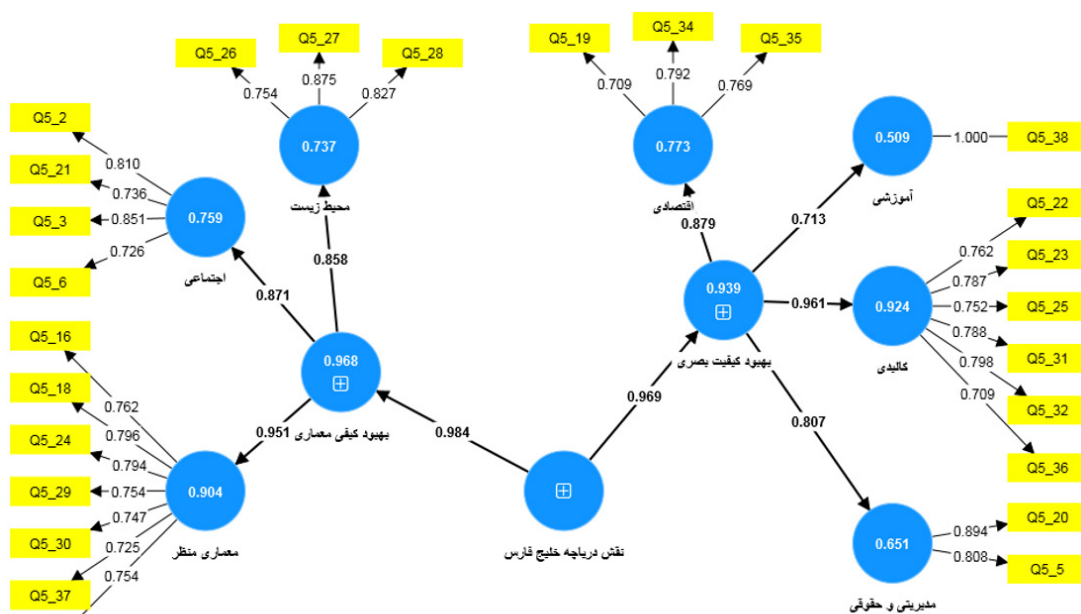 Q5_26
Q5_27
Q5_28
0.754
0.875
0.827
0.737
محیط زیست
Q5_19
Q5_34
Q5_35
0.709
0.792
0.769
0.773
اقتصادی
0.509
1.000
Q5_38
آموزشی
Q5_2
Q5_21
Q5_3
Q5_6
0.810
0.736
0.851
0.726
0.759
اجتماعی
0.858
0.871
0.879
0.713
Q5_22
Q5_23
Q5_25
Q5_31
Q5_32
Q5_36
0.762
0.787
0.752
0.788
0.798
0.709
0.924
کالبدی
0.939
بهبود کیفیت بصری
0.961
0.968
بهبود کیفی معماری
0.969
0.984
0.951
0.807
Q5_16
Q5_18
Q5_24
Q5_29
Q5_30
Q5_37
0.762
0.796
0.794
0.754
0.747
0.725
0.754
0.904
معماری منظر
نقش دریاچه خلیج فارس
0.651
مدیریتی و حقوقی
0.894
0.808
Q5_20
Q5_5